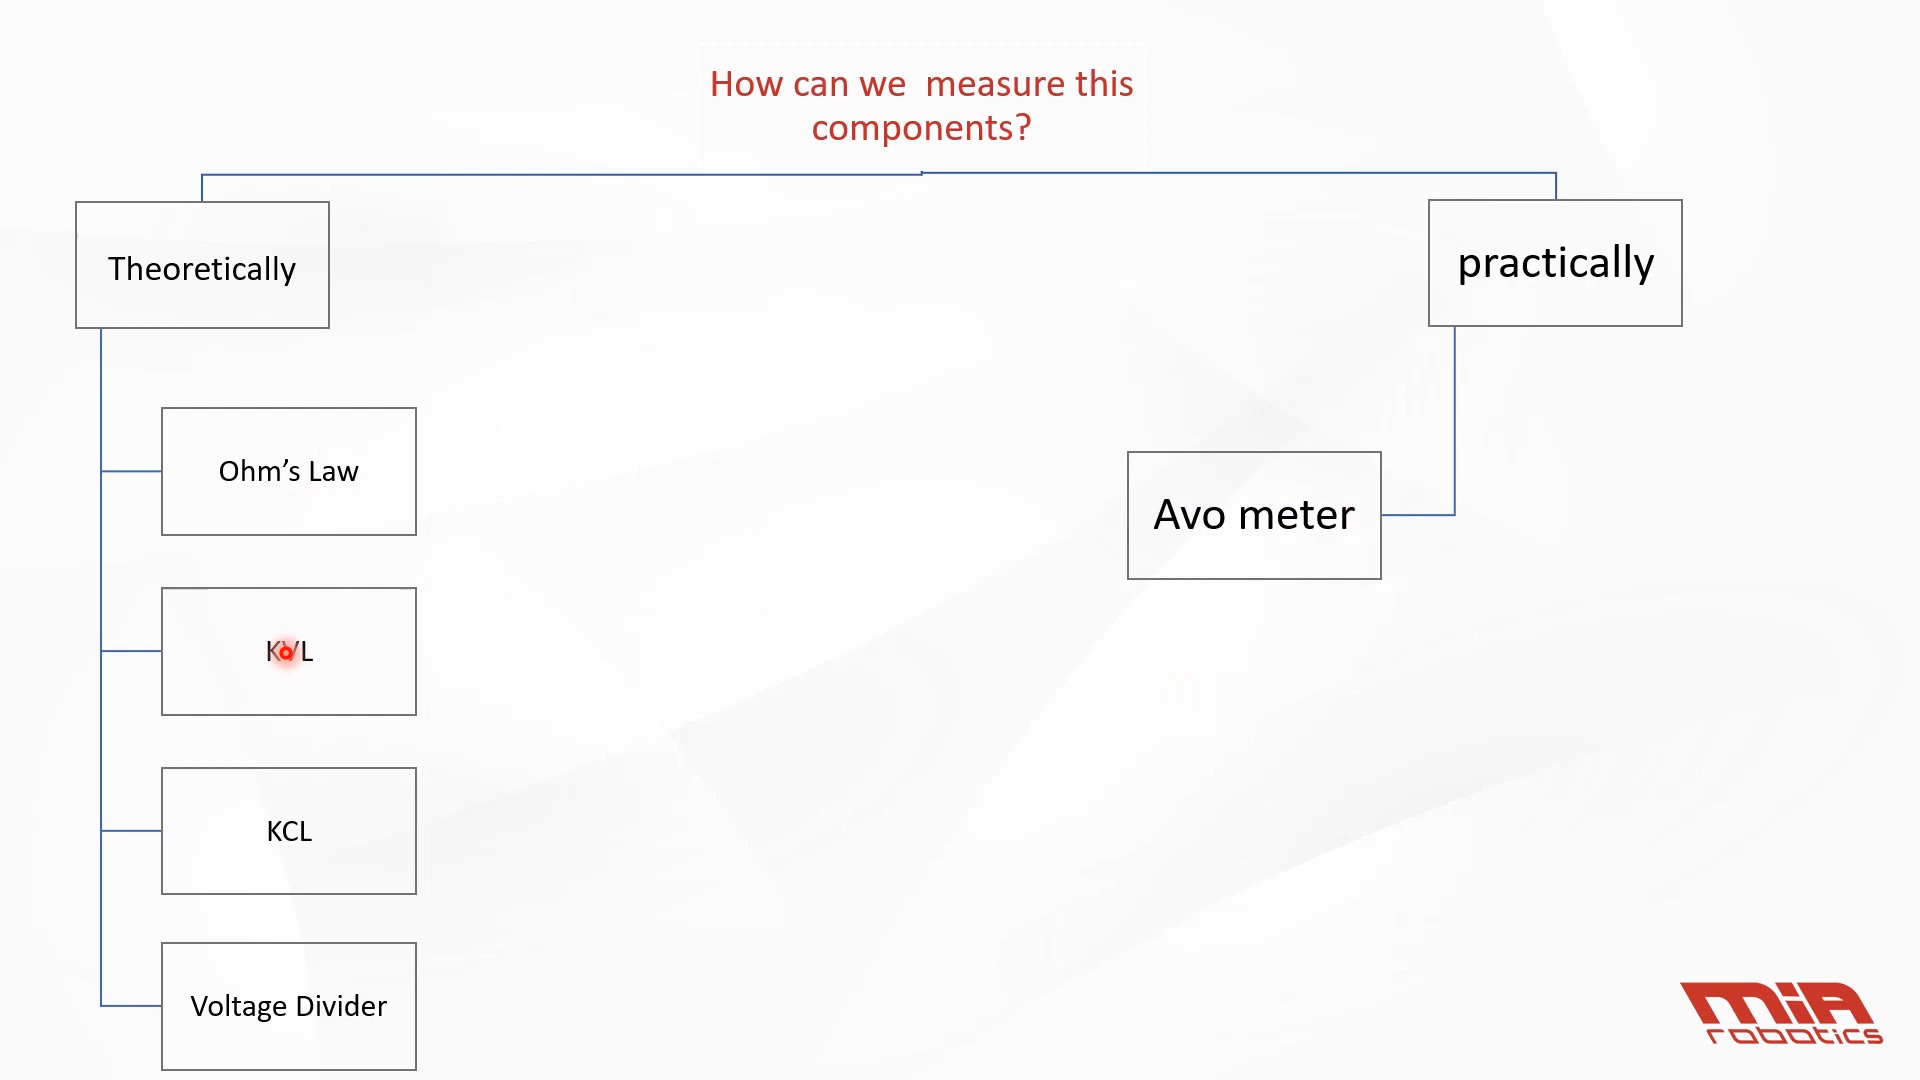 How can we  measure this
components?
Theoretically
practically
Ohm’s Law
Avo meter
KVL
KCL
Voltage Divider
MiA
robotics